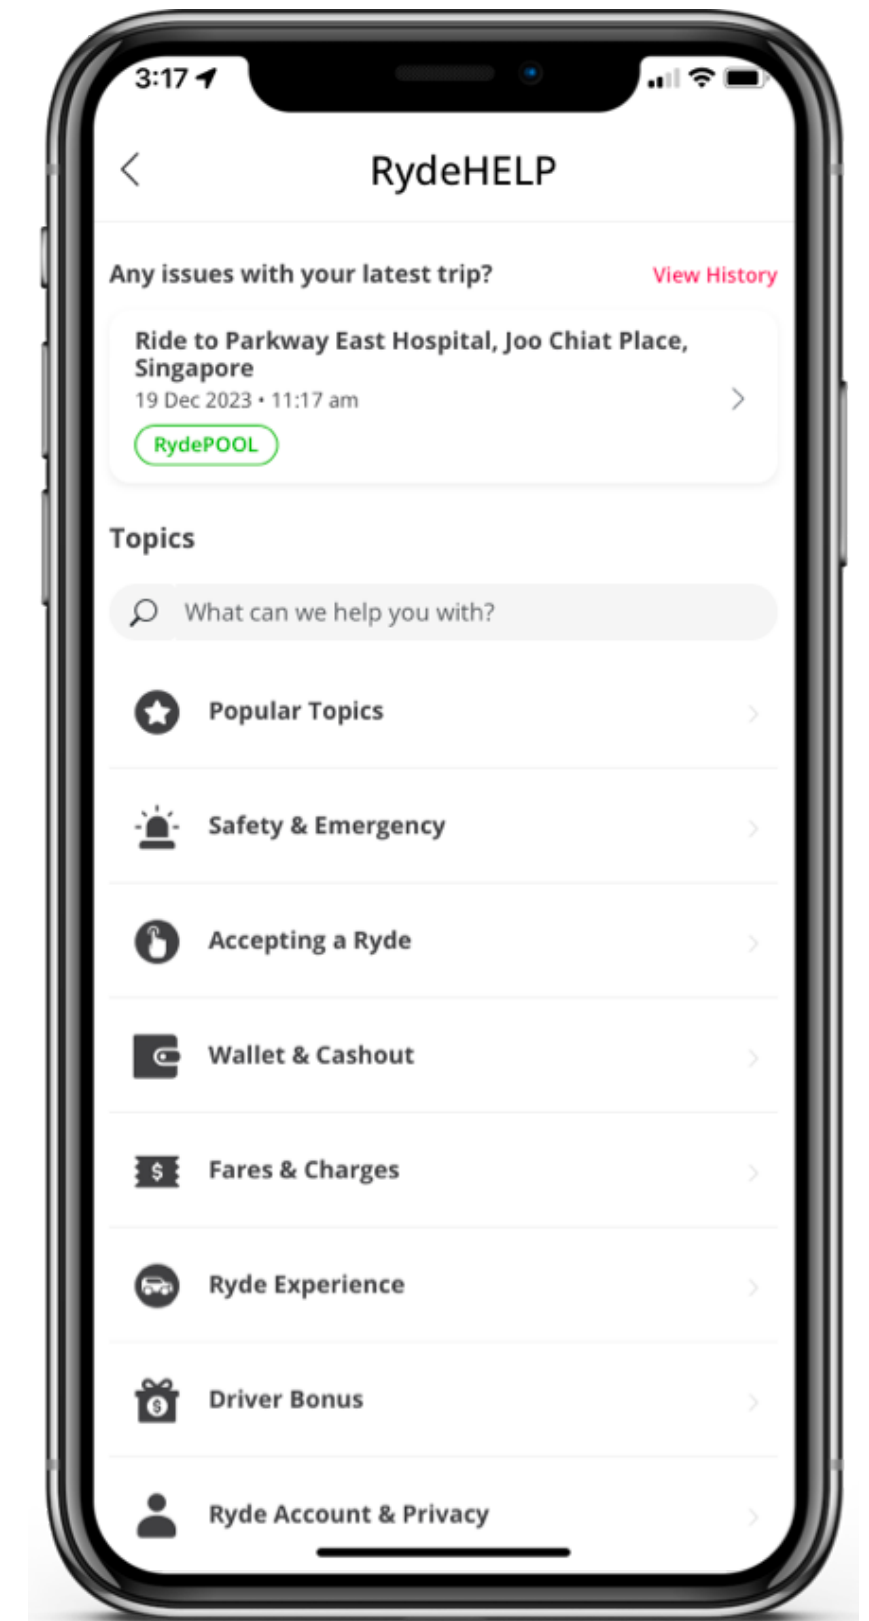 3:17
RydeHELP
Any issues with your latest trip?
View History
Ride to Parkway East Hospital, Joo Chiat Place,
Singapore
19 Dec 2023 • 11:17 am
RydePOOL
Topics
What can we help you with?
Popular Topics
Safety & Emergency
Accepting a Ryde
Wallet & Cashout
Fares & Charges
Ryde Experience
Driver Bonus
Ryde Account & Privacy